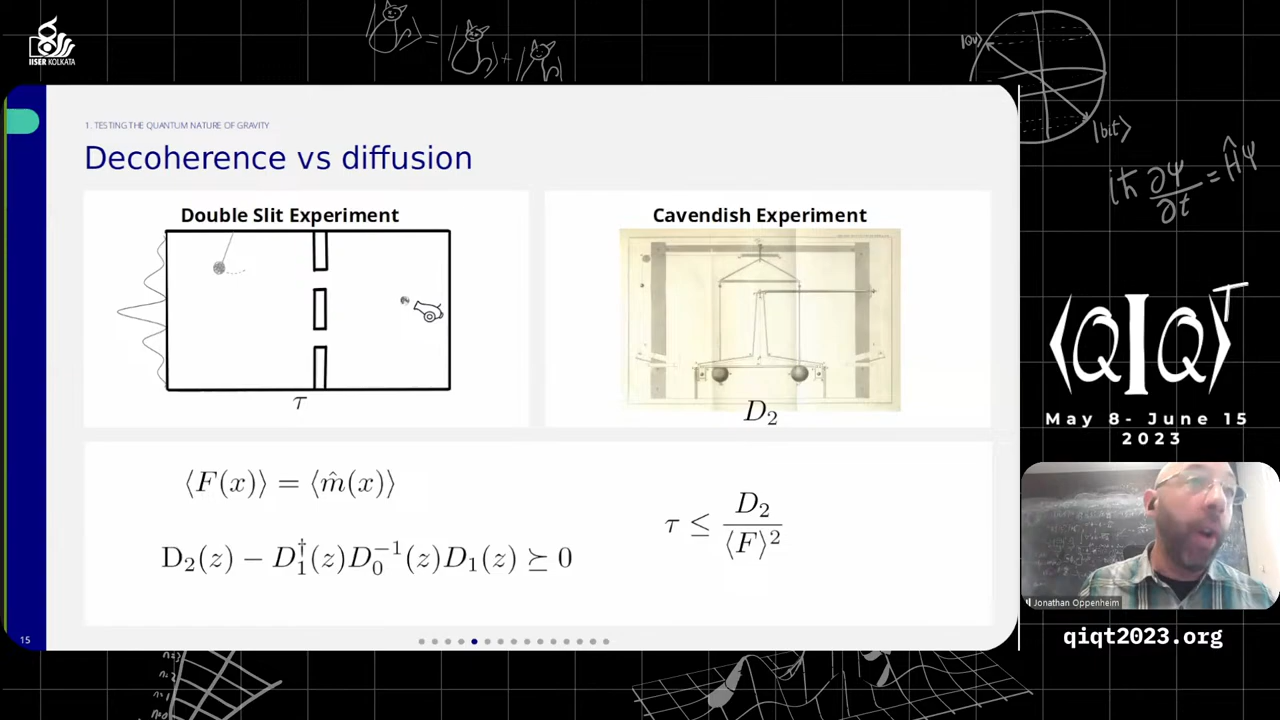 IISER KOLKATA
1. TESTING THE QUANTUM NATURE OF GRAVITY
Decoherence vs diffusion
Double Slit Experiment
τ
Cavendish Experiment
D₂
⟨F(x)⟩ = ⟨m̂(x)⟩
D₂(z) − D₁†(z)D₀⁻¹(z)D₁(z) ⪰ 0
τ ≤ D₂/⟨F⟩²
15
|bit⟩
iħ ∂ψ/∂t = Ĥψ
⟨Q|Q⟩ᵀ
May 8- June 15
2023
Jonathan Oppenheim
qiqt2023.org
n=2
n=1
n=0